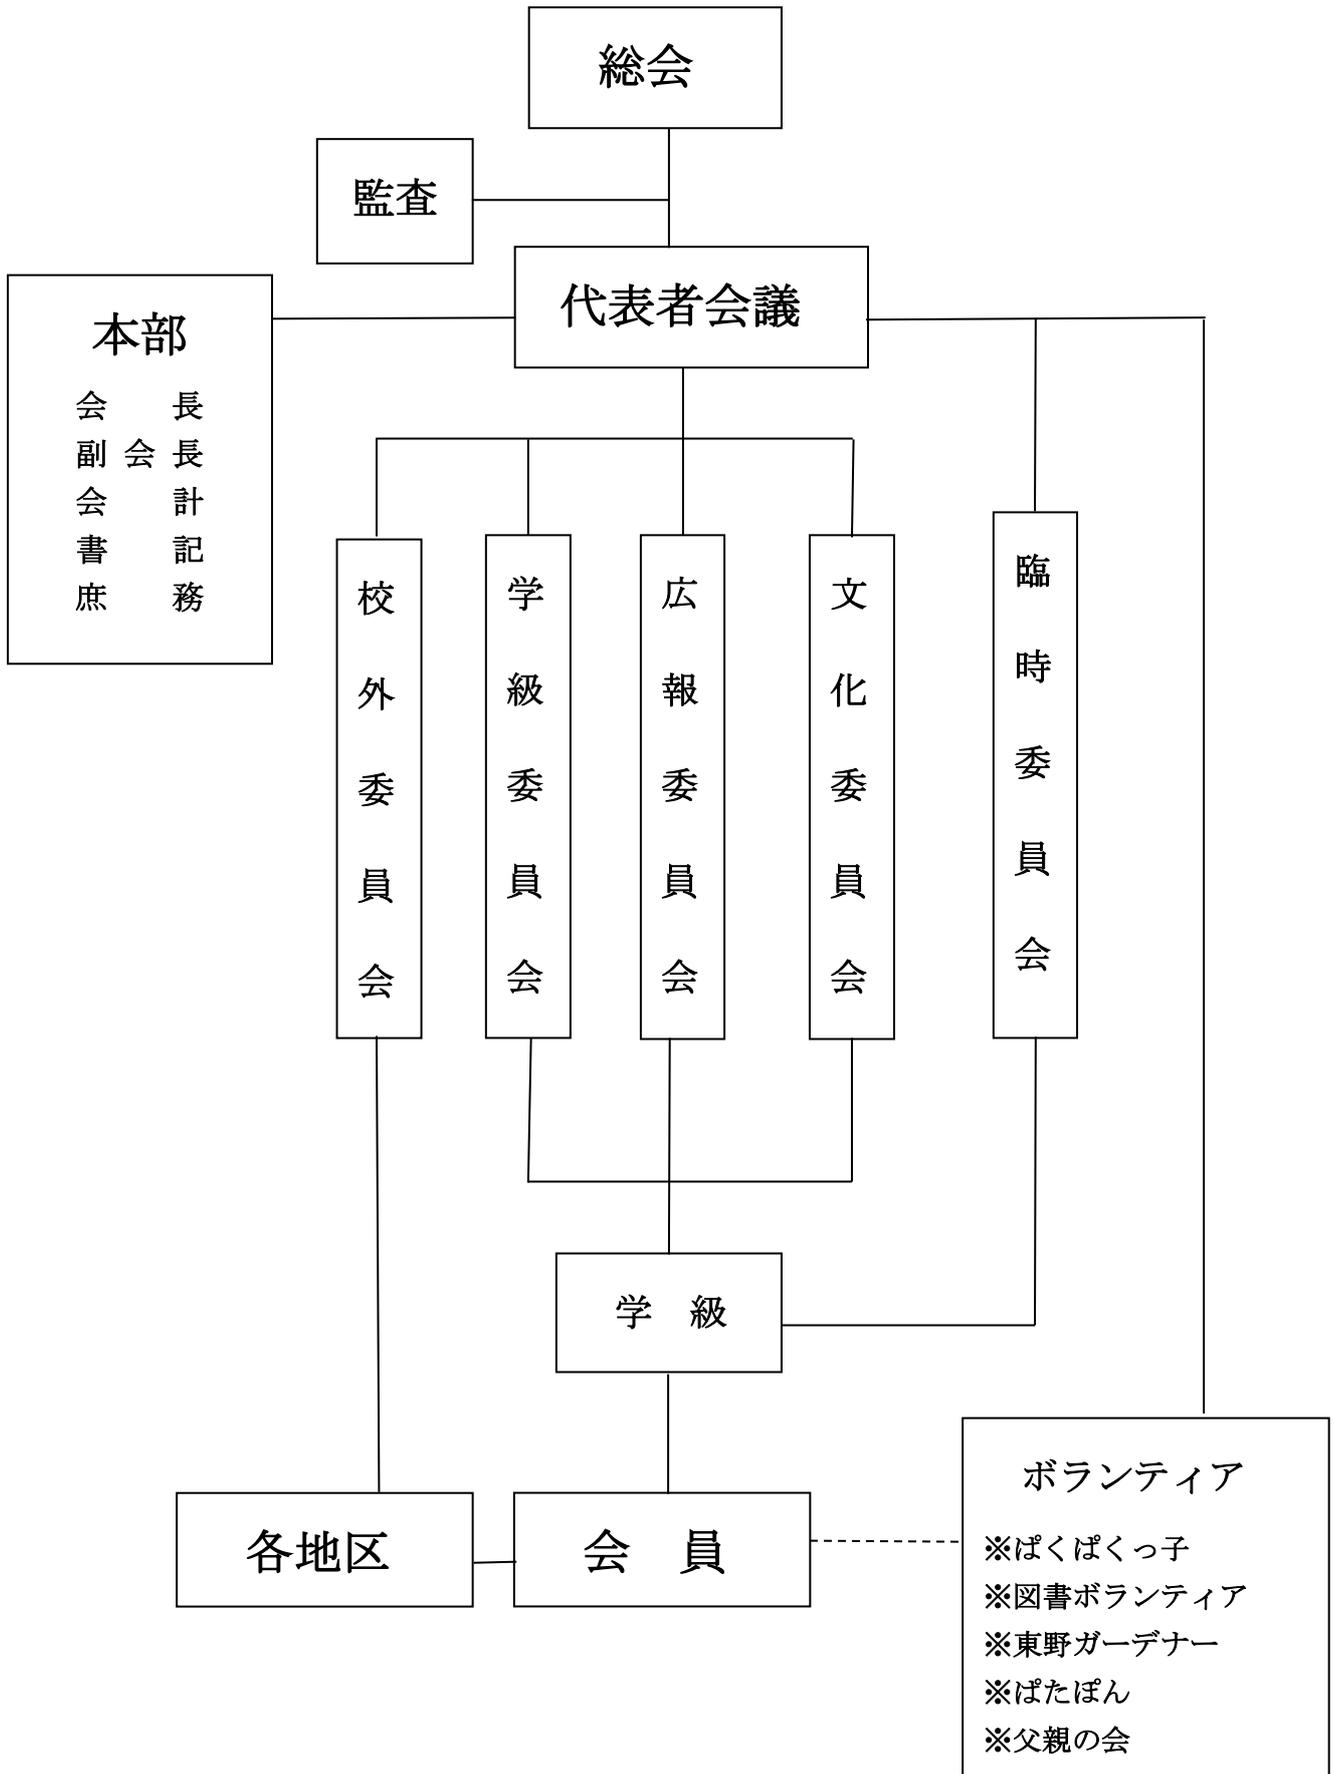 総会
監査
代表者会議
本部
会　　長
副 会 長
会　　計
書　　記
庶　　務
校外委員会
学級委員会
広報委員会
文化委員会
臨時委員会
学　級
各地区
会　員
ボランティア
※ぱくぱくっ子
※図書ボランティア
※東野ガーデナー
※ぱたぽん
※父親の会